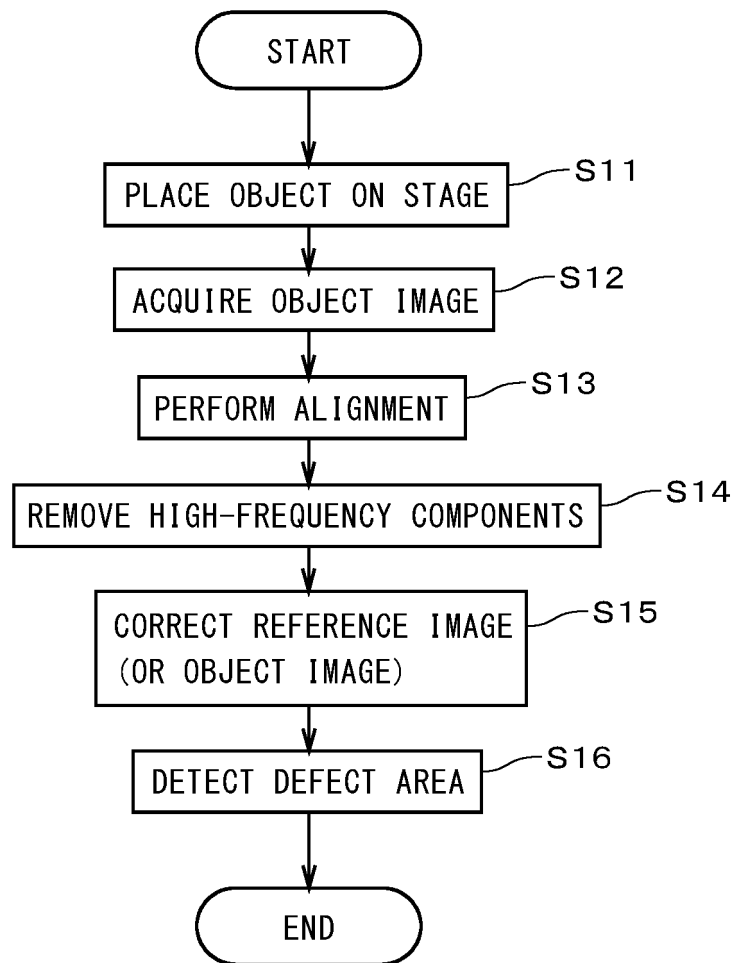 START
PLACE OBJECT ON STAGE
S11
ACQUIRE OBJECT IMAGE
S12
PERFORM ALIGNMENT
S13
REMOVE HIGH-FREQUENCY COMPONENTS
S14
CORRECT REFERENCE IMAGE
(OR OBJECT IMAGE)
S15
DETECT DEFECT AREA
S16
END